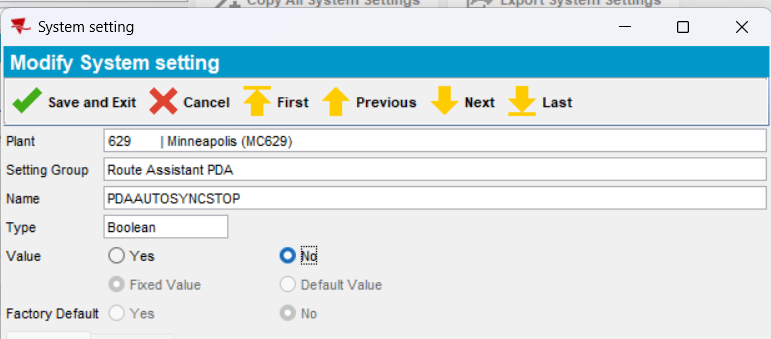 Copy All System Settings Export System Settings
System setting
Modify System setting
Save and Exit Cancel First Previous Next Last
Plant 629 | Minneapolis (MC629)
Setting Group Route Assistant PDA
Name PDAAUTOSYNCSTOP
Type Boolean
Value Yes No
Fixed Value Default Value
Factory Default Yes No